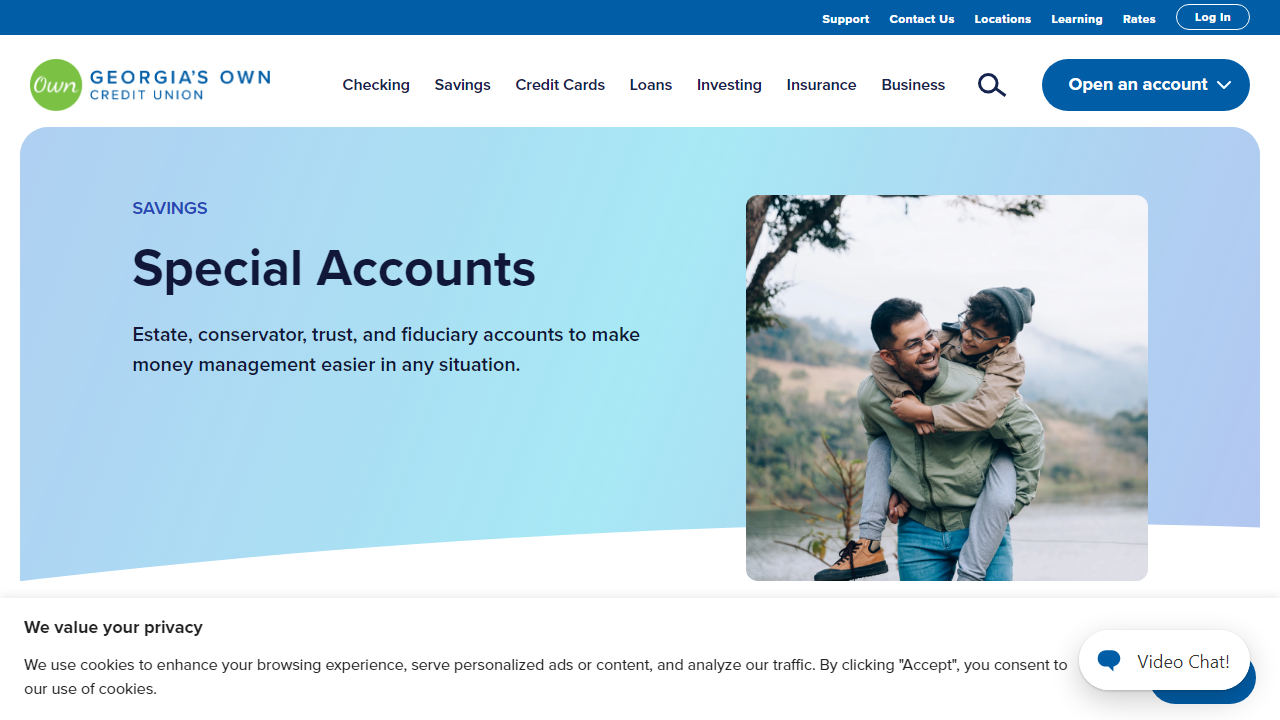 Support Contact Us Locations Learning Rates Log In
Own GEORGIA'S OWN
CREDIT UNION
Checking Savings Credit Cards Loans Investing Insurance Business Open an account
SAVINGS
Special Accounts
Estate, conservator, trust, and fiduciary accounts to make
money management easier in any situation.
We value your privacy
We use cookies to enhance your browsing experience, serve personalized ads or content, and analyze our traffic. By clicking "Accept", you consent to
our use of cookies.
Video Chat!